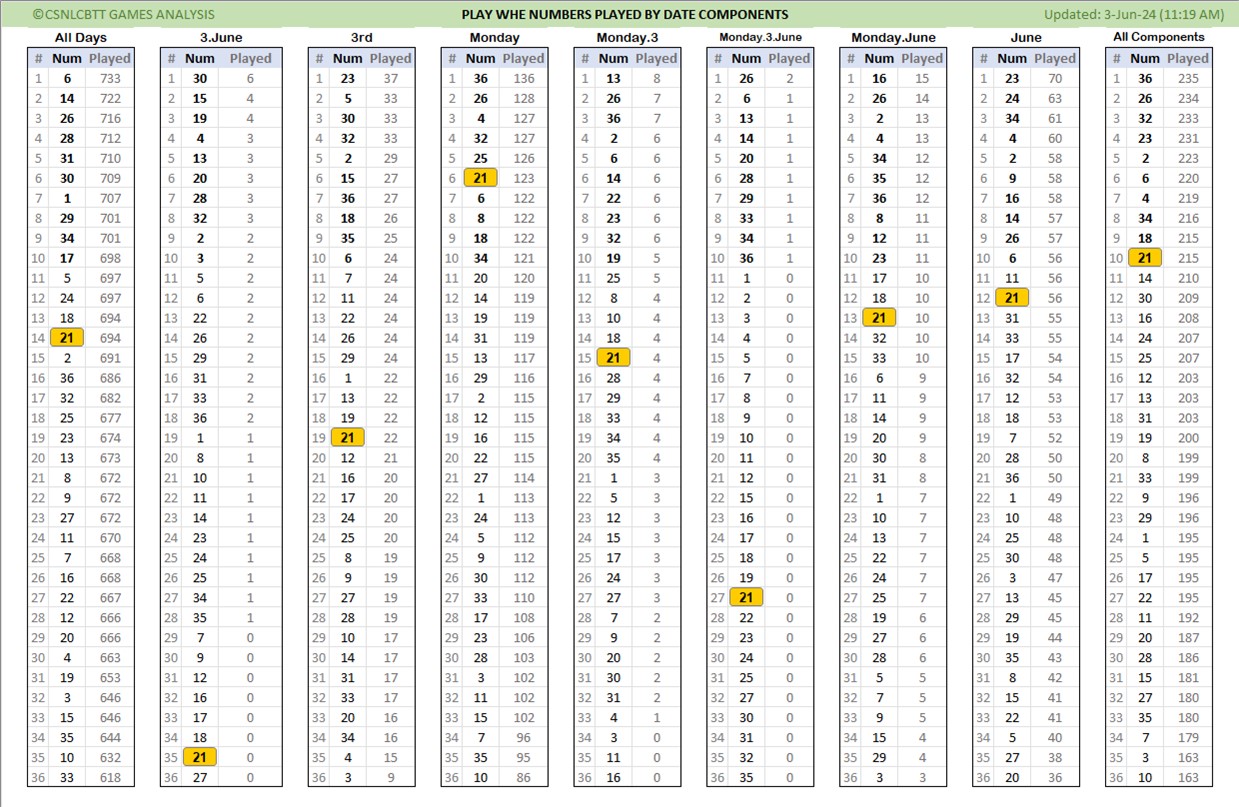 ©CSNLCBTT GAMES ANALYSIS PLAY WHE NUMBERS PLAYED BY DATE COMPONENTS Updated: 3-Jun-24 (11:19 AM)
All Days 3.June 3rd Monday Monday.3 Monday.3.June Monday.June June All Components
# Num Played # Num Played # Num Played # Num Played # Num Played # Num Played # Num Played # Num Played # Num Played
1 6 733 1 30 6 1 23 37 1 36 136 1 13 8 1 26 2 1 16 15 1 23 70 1 36 235
2 14 722 2 15 4 2 5 33 2 26 128 2 26 7 2 6 1 2 26 14 2 24 63 2 26 234
3 26 716 3 19 4 3 30 33 3 4 127 3 36 7 3 13 1 3 2 13 3 34 61 3 32 233
4 28 712 4 4 3 4 32 33 4 32 127 4 2 6 4 14 1 4 4 13 4 4 60 4 23 231
5 31 710 5 13 3 5 2 29 5 25 126 5 6 6 5 20 1 5 34 12 5 2 58 5 2 223
6 30 709 6 20 3 6 15 27 6 21 123 6 14 6 6 28 1 6 35 12 6 9 58 6 6 220
7 1 707 7 28 3 7 36 27 7 6 122 7 22 6 7 29 1 7 36 12 7 16 58 7 4 219
8 29 701 8 32 3 8 18 26 8 8 122 8 23 6 8 33 1 8 8 11 8 14 57 8 34 216
9 34 701 9 2 2 9 35 25 9 18 122 9 32 6 9 34 1 9 12 11 9 26 57 9 18 215
10 17 698 10 3 2 10 6 24 10 34 121 10 19 5 10 36 1 10 23 11 10 6 56 10 21 215
11 5 697 11 5 2 11 7 24 11 20 120 11 25 5 11 1 0 11 17 10 11 11 56 11 14 210
12 24 697 12 6 2 12 11 24 12 14 119 12 8 4 12 2 0 12 18 10 12 21 56 12 30 209
13 18 694 13 22 2 13 22 24 13 19 119 13 10 4 13 3 0 13 21 10 13 31 55 13 16 208
14 21 694 14 26 2 14 26 24 14 31 119 14 18 4 14 4 0 14 32 10 14 33 55 14 24 207
15 2 691 15 29 2 15 29 24 15 13 117 15 21 4 15 5 0 15 33 10 15 17 54 15 25 207
16 36 686 16 31 2 16 1 22 16 29 116 16 28 4 16 7 0 16 6 9 16 32 54 16 12 203
17 32 682 17 33 2 17 13 22 17 2 115 17 29 4 17 8 0 17 11 9 17 12 53 17 13 203
18 25 677 18 36 2 18 19 22 18 12 115 18 33 4 18 9 0 18 14 9 18 18 53 18 31 203
19 23 674 19 1 1 19 21 22 19 16 115 19 34 4 19 10 0 19 20 9 19 7 52 19 19 200
20 13 673 20 8 1 20 12 21 20 22 115 20 35 4 20 11 0 20 30 8 20 28 50 20 8 199
21 8 672 21 10 1 21 16 20 21 27 114 21 1 3 21 12 0 21 31 8 21 36 50 21 33 199
22 9 672 22 11 1 22 17 20 22 1 113 22 5 3 22 15 0 22 1 7 22 1 49 22 9 196
23 27 672 23 14 1 23 24 20 23 24 113 23 12 3 23 16 0 23 10 7 23 10 48 23 29 196
24 11 670 24 23 1 24 25 20 24 5 112 24 15 3 24 17 0 24 13 7 24 25 48 24 1 195
25 7 668 25 24 1 25 8 19 25 9 112 25 17 3 25 18 0 25 22 7 25 30 48 25 5 195
26 16 668 26 25 1 26 9 19 26 30 112 26 24 3 26 19 0 26 24 7 26 3 47 26 17 195
27 22 667 27 34 1 27 27 19 27 33 110 27 27 3 27 21 0 27 25 7 27 13 45 27 22 195
28 12 666 28 35 1 28 28 19 28 17 108 28 7 2 28 22 0 28 19 6 28 29 45 28 11 192
29 20 666 29 7 0 29 10 17 29 23 106 29 9 2 29 23 0 29 27 6 29 19 44 29 20 187
30 4 663 30 9 0 30 14 17 30 28 103 30 20 2 30 24 0 30 28 6 30 35 43 30 28 186
31 19 653 31 12 0 31 31 17 31 3 102 31 30 2 31 25 0 31 5 5 31 8 42 31 15 181
32 3 646 32 16 0 32 33 17 32 11 102 32 31 2 32 27 0 32 7 5 32 15 41 32 27 180
33 15 646 33 17 0 33 20 16 33 15 102 33 4 1 33 30 0 33 9 5 33 22 41 33 35 180
34 35 644 34 18 0 34 34 16 34 7 96 34 3 0 34 31 0 34 15 4 34 5 40 34 7 179
35 10 632 35 21 0 35 4 15 35 35 95 35 11 0 35 32 0 35 29 4 35 27 38 35 3 163
36 33 618 36 27 0 36 3 9 36 10 86 36 16 0 36 35 0 36 3 3 36 20 36 36 10 163